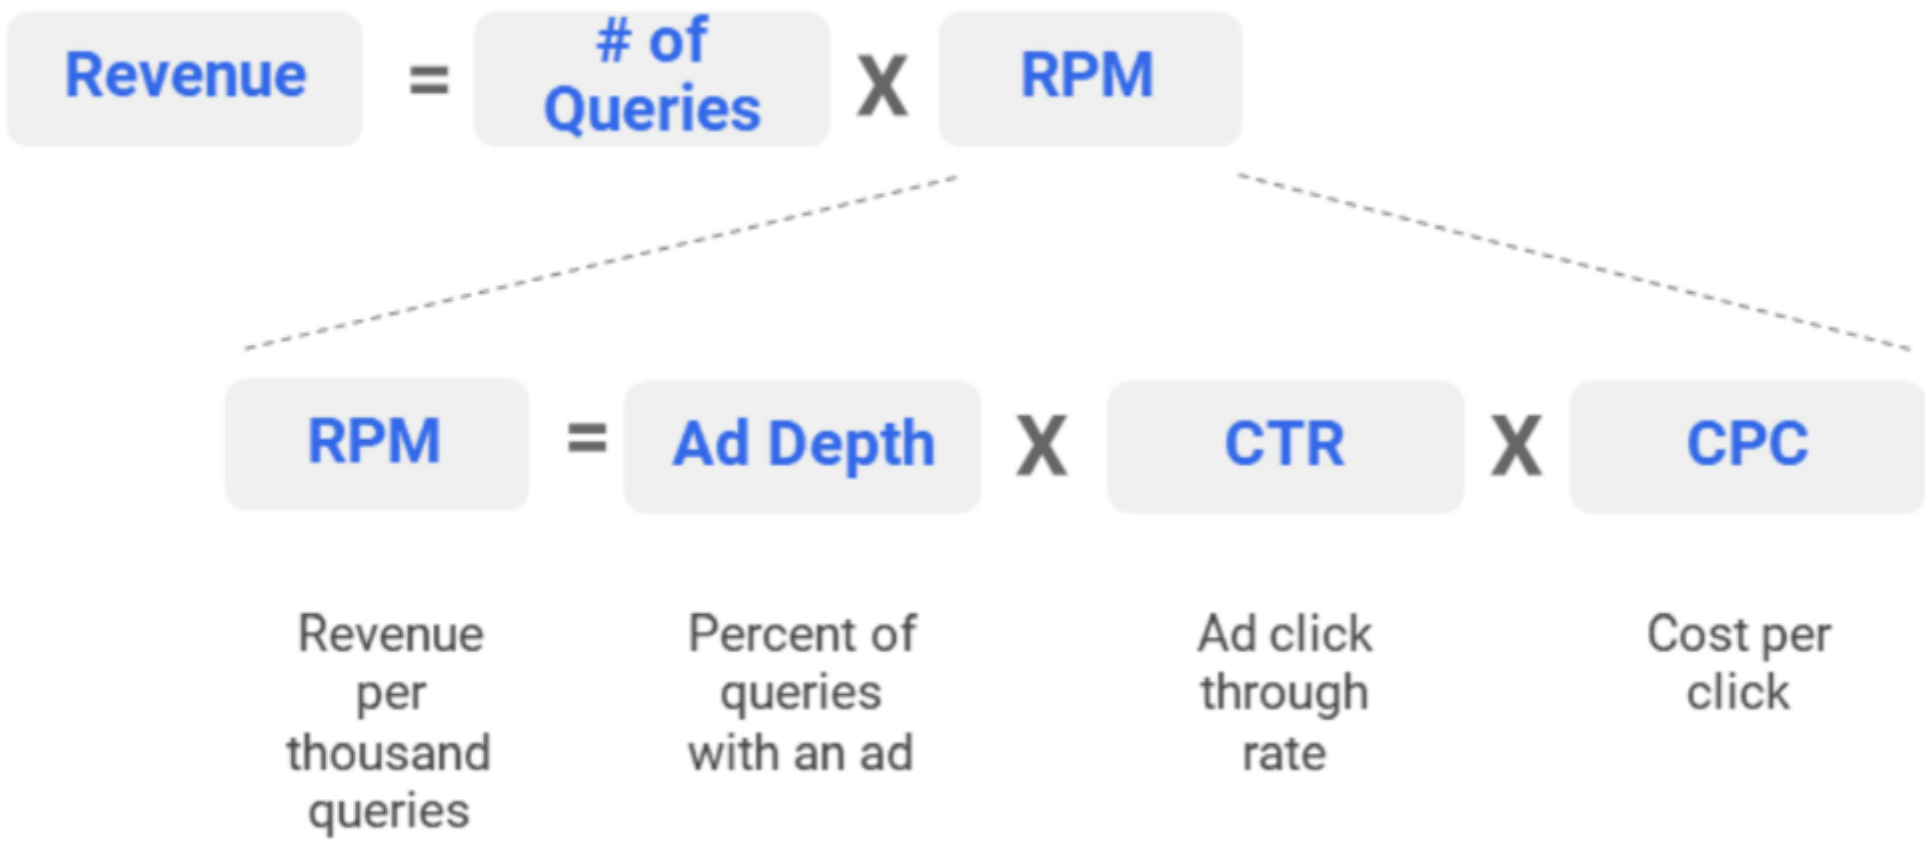 Revenue = # of Queries X RPM
RPM = Ad Depth X CTR X CPC
Revenue
per
thousand
queries
Percent of
queries
with an ad
Ad click
through
rate
Cost per
click